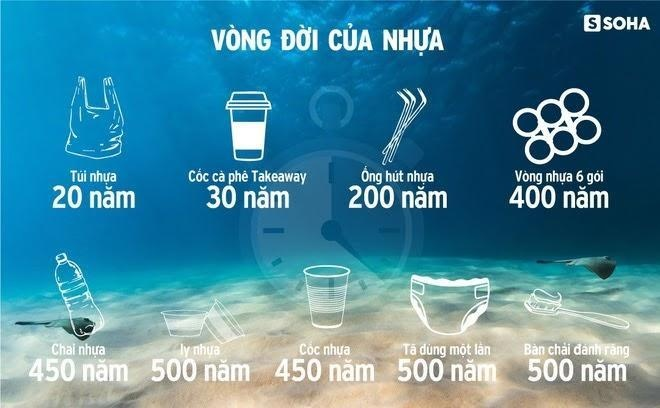 SOHA
VÒNG ĐỜI CỦA NHỰA
Túi nhựa
20 năm
Cốc cà phê Takeaway
30 năm
Ống hút nhựa
200 năm
Vòng nhựa 6 gói
400 năm
Chai nhựa
450 năm
ly nhựa
500 năm
Cốc nhựa
450 năm
Tã dùng một lần
500 năm
Bàn chải đánh răng
500 năm